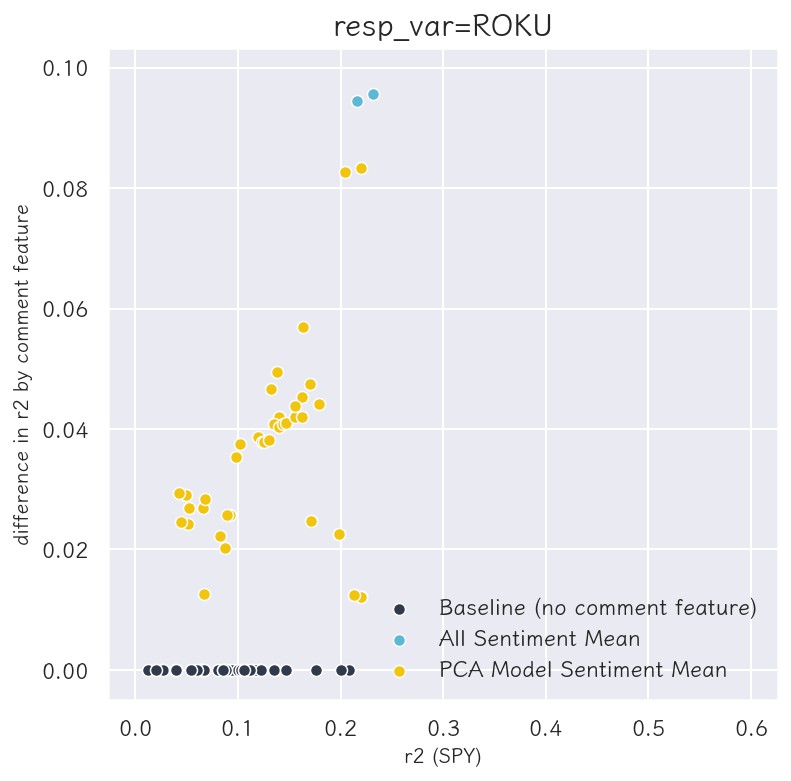 resp_var=ROKU
0.10
0.08
0.06
0.04
0.02
0.00
difference in r2 by comment feature
Baseline (no comment feature)
All Sentiment Mean
PCA Model Sentiment Mean
0.0 0.1 0.2 0.3 0.4 0.5 0.6
r2 (SPY)